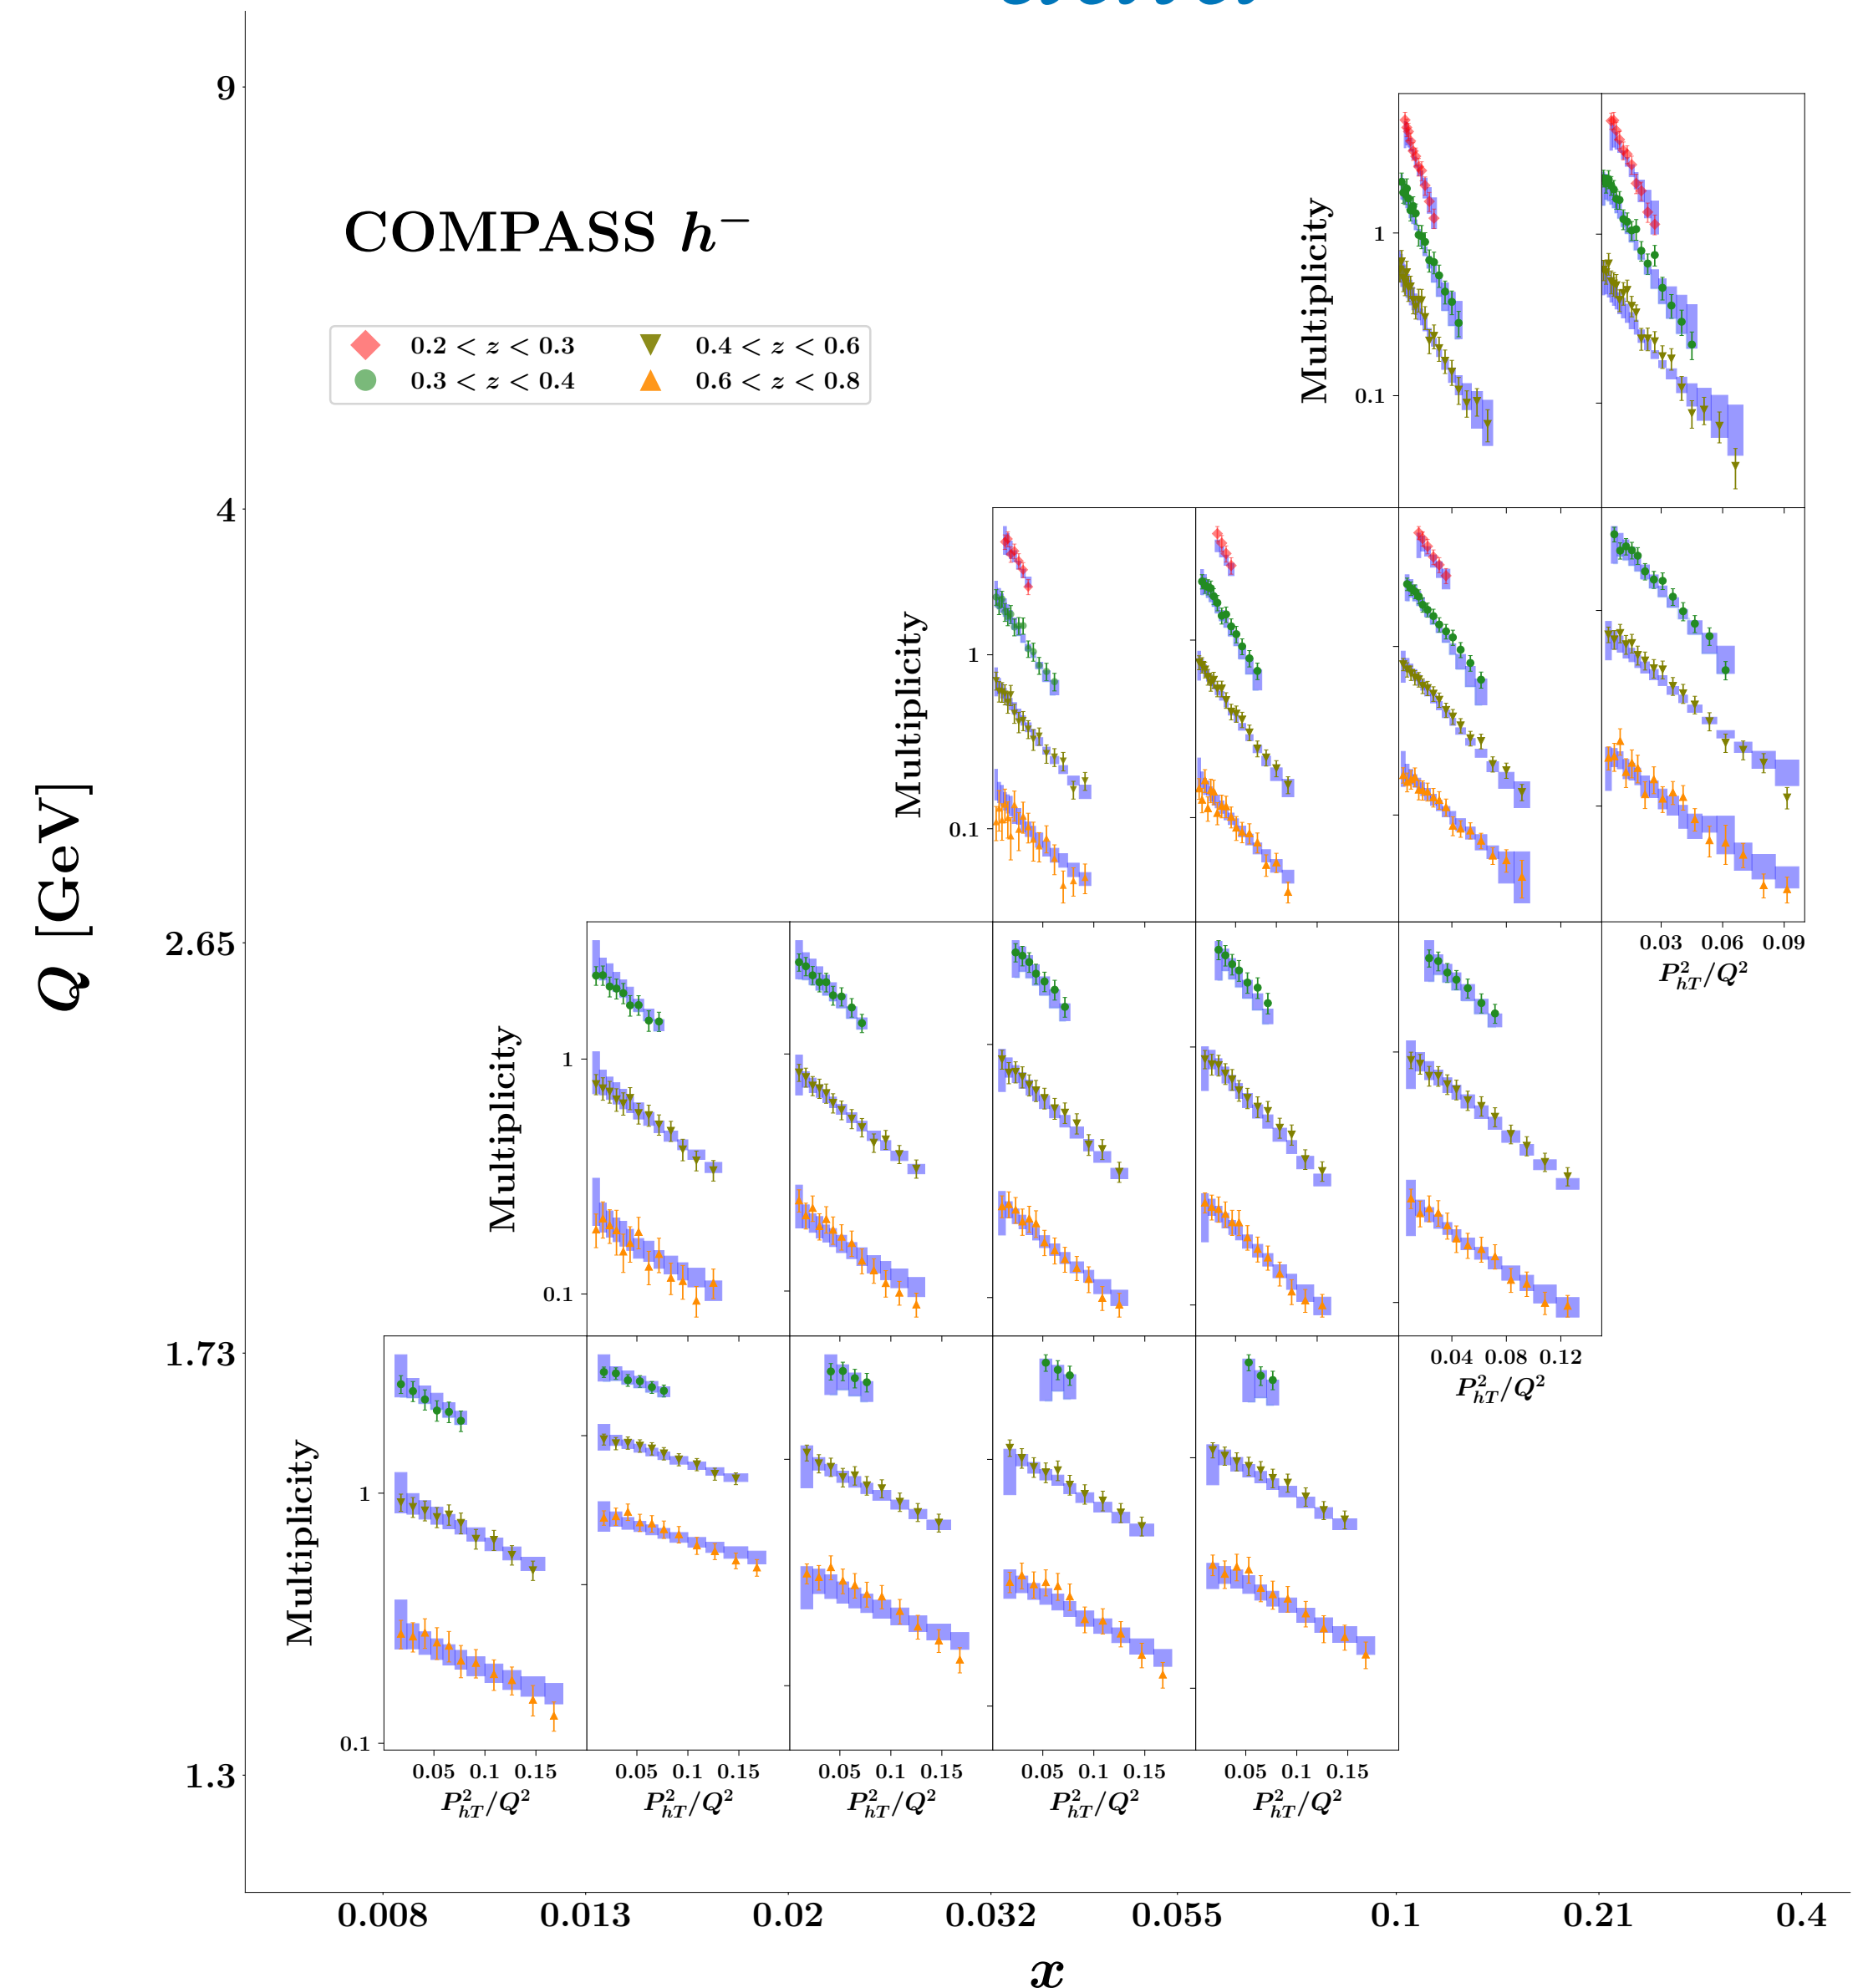 9
COMPASS h⁻
0.2 < z < 0.3 0.4 < z < 0.6
0.3 < z < 0.4 0.6 < z < 0.8
Multiplicity
1
0.1
4
Multiplicity
1
0.1
Q [GeV]
2.65
0.03 0.06 0.09
P²hT/Q²
Multiplicity
1
0.1
1.73
0.04 0.08 0.12
P²hT/Q²
Multiplicity
1
0.1
1.3
0.05 0.1 0.15 0.05 0.1 0.15 0.05 0.1 0.15 0.05 0.1 0.15 0.05 0.1 0.15
P²hT/Q² P²hT/Q² P²hT/Q² P²hT/Q² P²hT/Q²
0.008 0.013 0.02 0.032 0.055 0.1 0.21 0.4
x